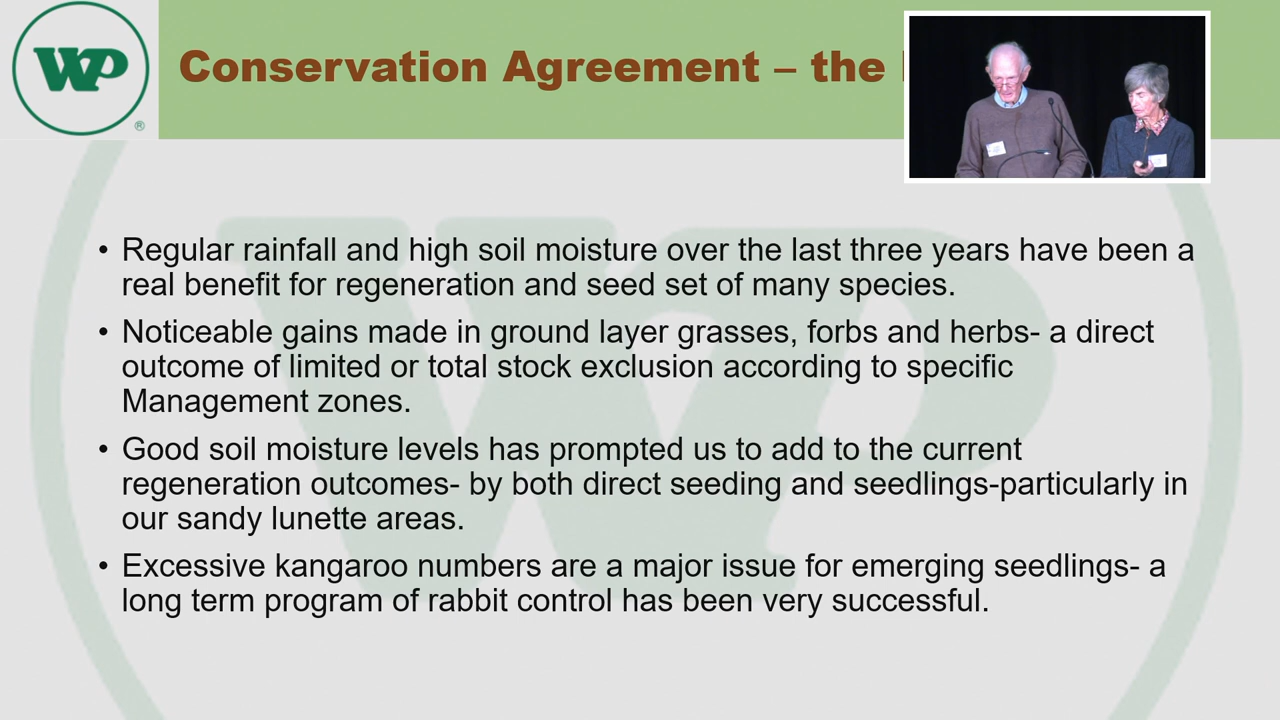 WP
®
Conservation Agreement – the
• Regular rainfall and high soil moisture over the last three years have been a
real benefit for regeneration and seed set of many species.
• Noticeable gains made in ground layer grasses, forbs and herbs- a direct
outcome of limited or total stock exclusion according to specific
Management zones.
• Good soil moisture levels has prompted us to add to the current
regeneration outcomes- by both direct seeding and seedlings-particularly in
our sandy lunette areas.
• Excessive kangaroo numbers are a major issue for emerging seedlings- a
long term program of rabbit control has been very successful.